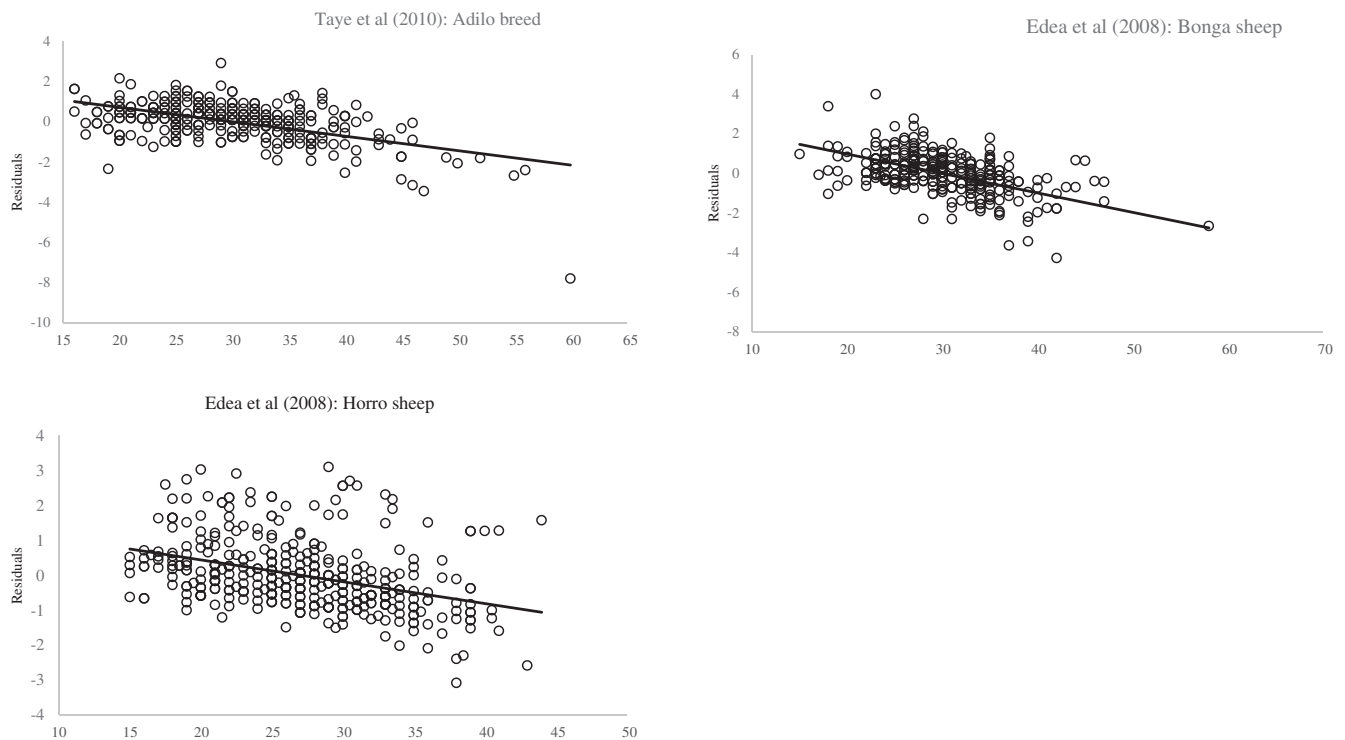 Taye et al (2010): Adilo breed
4
2
0
-2
-4
-6
-8
-10
Residuals
15 20 25 30 35 40 45 50 55 60 65
Edea et al (2008): Bonga sheep
6
4
2
0
-2
-4
-6
-8
Residuals
10 20 30 40 50 60 70
Edea et al (2008): Horro sheep
4
3
2
1
0
-1
-2
-3
-4
Residuals
10 15 20 25 30 35 40 45 50